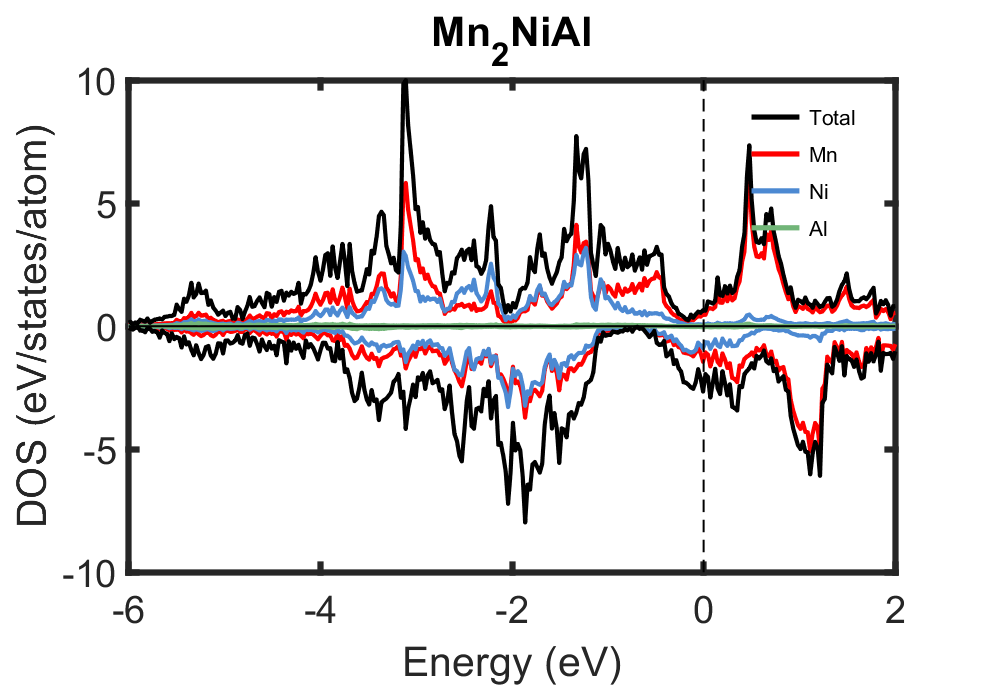 Mn2NiAl
DOS (eV/states/atom)
10
5
0
-5
-10
Total
Mn
Ni
Al
-6 -4 -2 0 2
Energy (eV)